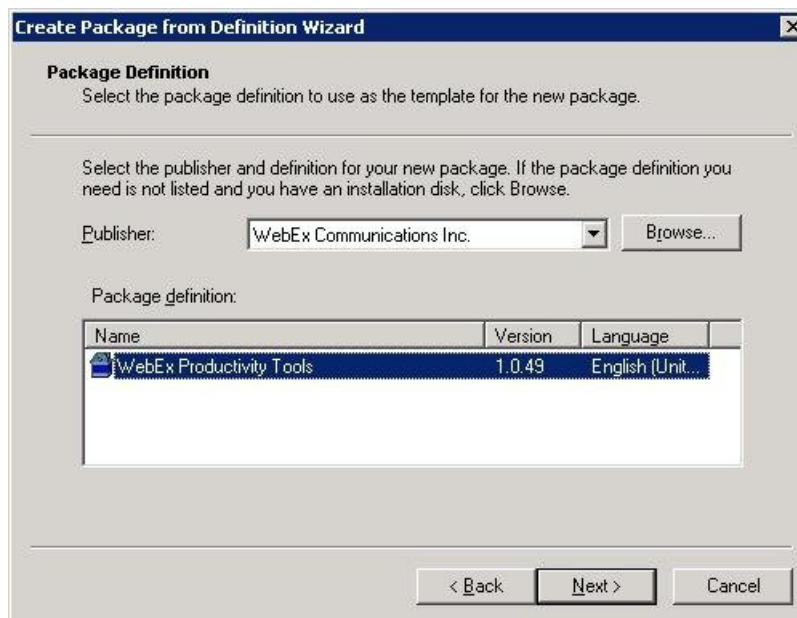 Create Package from Definition Wizard
Package Definition
Select the package definition to use as the template for the new package.
Select the publisher and definition for your new package. If the package definition you
need is not listed and you have an installation disk, click Browse.
Publisher: WebEx Communications Inc. Browse...
Package definition:
Name Version Language
WebEx Productivity Tools 1.0.49 English (Unit...
< Back Next > Cancel